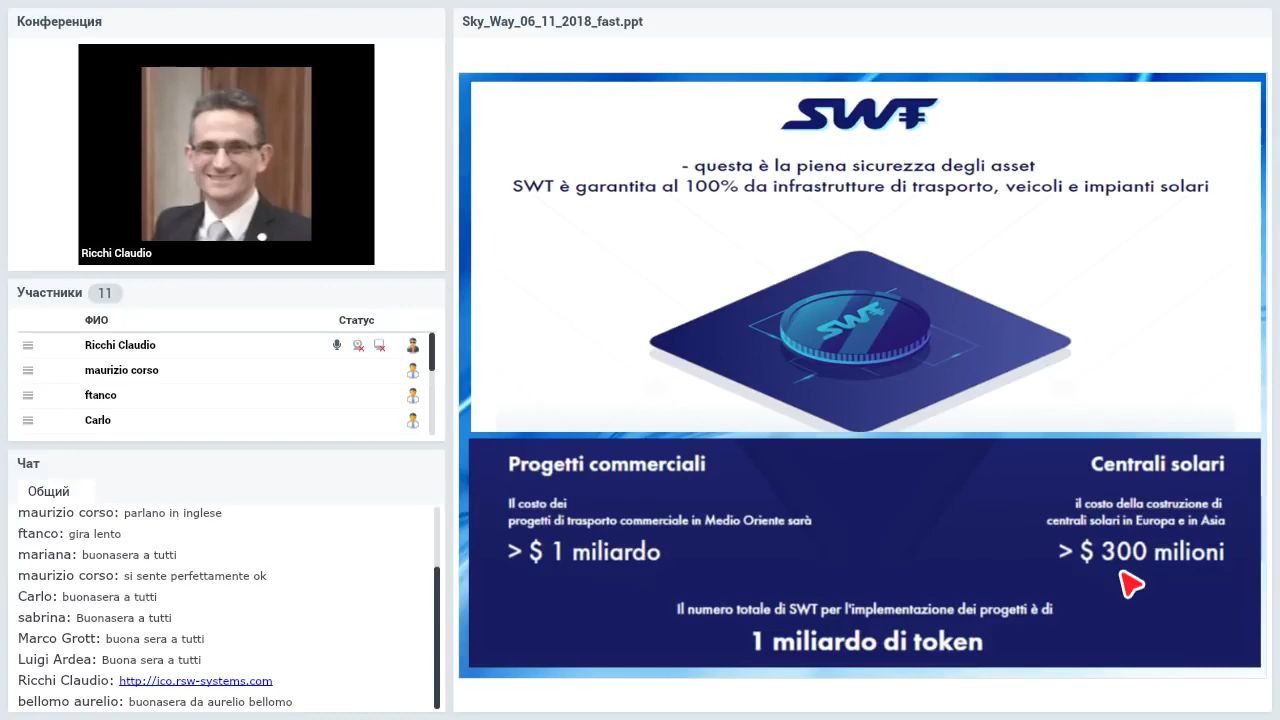 Конференция
Ricchi Claudio
Участники 11
ФИО Статус
Ricchi Claudio
maurizio corso
ftanco
Carlo
Чат
Общий
maurizio corso: parlano in inglese
ftanco: gira lento
mariana: buonasera a tutti
maurizio corso: si sente perfettamente ok
Carlo: buonasera a tutti
sabrina: Buonasera a tutti
Marco Grott: buona sera a tutti
Luigi Ardea: Buona sera a tutti
Ricchi Claudio: http://ico.rsw-systems.com
bellomo aurelio: buonasera da aurelio bellomo
Sky_Way_06_11_2018_fast.ppt
SWT
- questa è la piena sicurezza degli asset
SWT è garantita al 100% da infrastrutture di trasporto, veicoli e impianti solari
SWT
Progetti commerciali
Il costo dei
progetti di trasporto commerciale in Medio Oriente sarà
> $ 1 miliardo
Centrali solari
il costo della costruzione di
centrali solari in Europa e in Asia
> $ 300 milioni
Il numero totale di SWT per l'implementazione dei progetti è di
1 miliardo di token